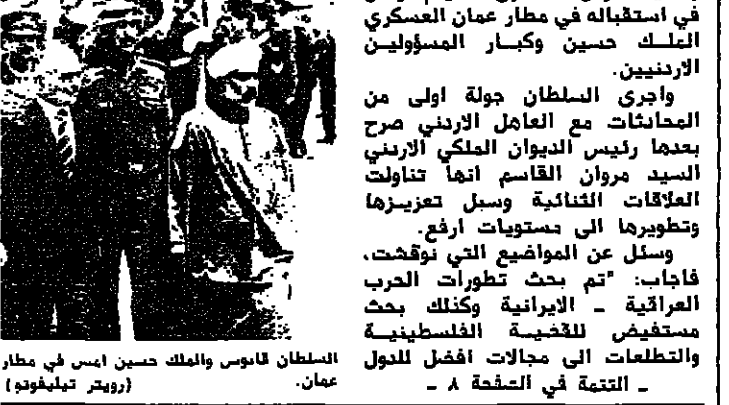 في استقباله في مطار عمان العسكري
الملك حسين وكبار المسؤولين
الاردنيين.
واجرى السلطان جولة اولى من
المحادثات مع العاهل الاردني صرح
بعدها رئيس الديوان الملكي الاردني
السيد مروان القاسم انها تناولت
العلاقات الثنائية وسبل تعزيزها
وتطويرها الى مستويات ارفع.
وسئل عن المواضيع التي نوقشت،
فاجاب: "تم بحث تطورات الحرب
العراقية ـ الايرانية وكذلك بحث
مستفيض للقضية الفلسطينية
والتطلعات الى مجالات افضل للدول
ـ التتمة في الصفحة ٨ ـ
السلطان قابوس والملك حسين امس في مطار
عمان. (رويتر تيليفوتو)